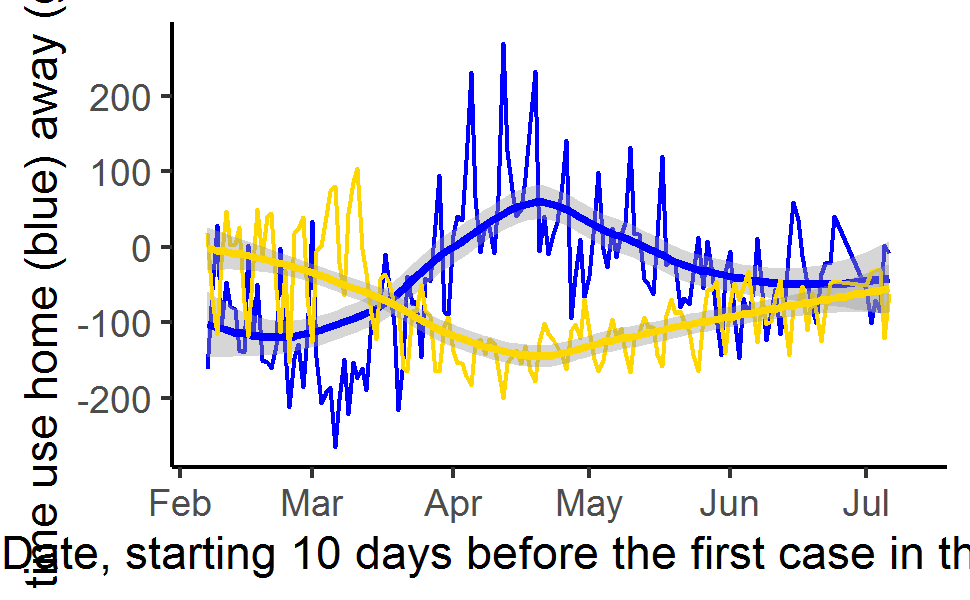 time use home (blue) away (g
200
100
0
-100
-200
Feb Mar Apr May Jun Jul
Date, starting 10 days before the first case in th